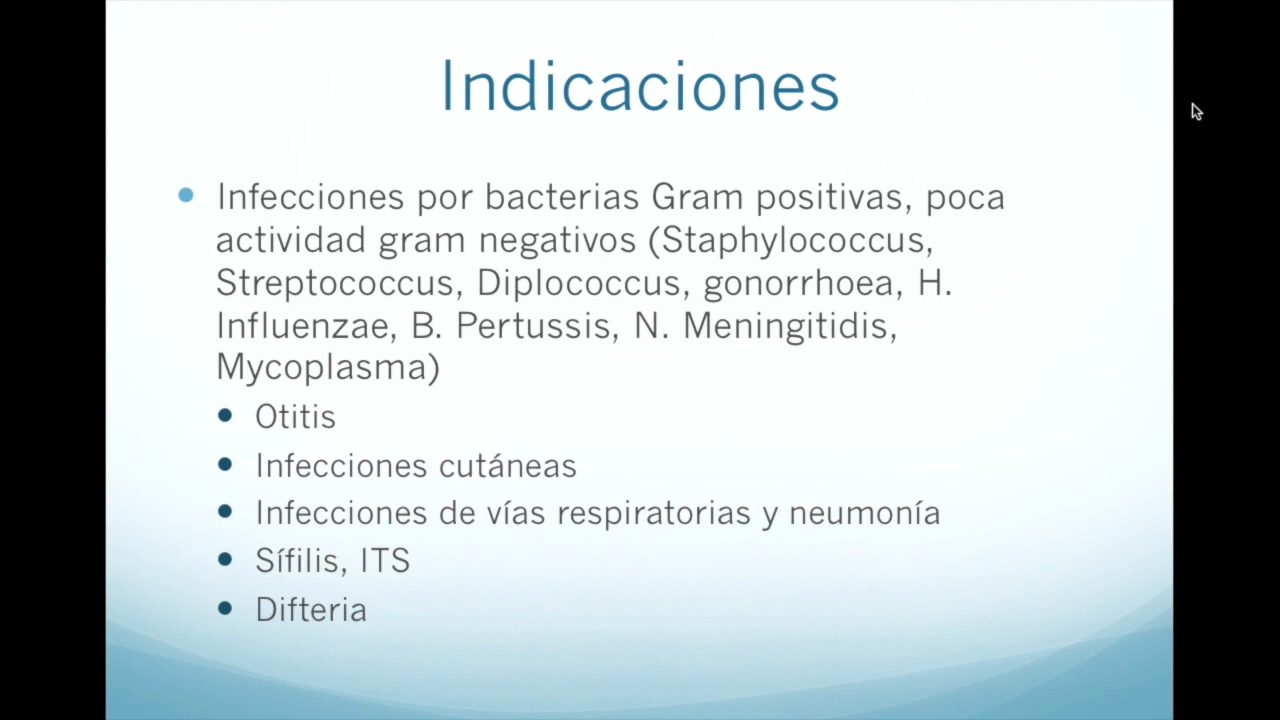 Indicaciones
Infecciones por bacterias Gram positivas, poca
actividad gram negativos (Staphylococcus,
Streptococcus, Diplococcus, gonorrhoea, H.
Influenzae, B. Pertussis, N. Meningitidis,
Mycoplasma)
Otitis
Infecciones cutáneas
Infecciones de vías respiratorias y neumonía
Sífilis, ITS
Difteria